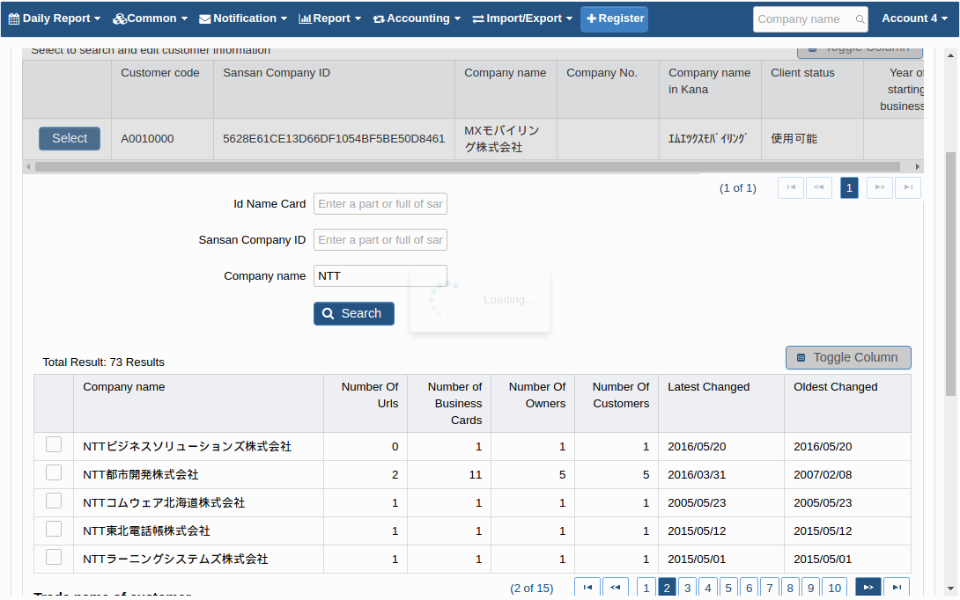 Daily Report Common Notification Report Accounting Import/Export Register Company name Account 4
Select to search and edit customer information Toggle Column
Customer code Sansan Company ID Company name Company No. Company name in Kana Client status Year of starting business
Select A0010000 5628E61CE13D66DF1054BF5BE50D8461 MXモバイリング株式会社 ｴﾑｴｯｸｽﾓﾊﾞｲﾘﾝｸﾞ 使用可能
(1 of 1) 1
Id Name Card Enter a part or full of sar
Sansan Company ID Enter a part or full of sar
Company name NTT
Loading...
Search
Total Result: 73 Results Toggle Column
Company name Number Of Urls Number of Business Cards Number Of Owners Number Of Customers Latest Changed Oldest Changed
NTTビジネスソリューションズ株式会社 0 1 1 1 2016/05/20 2016/05/20
NTT都市開発株式会社 2 11 5 5 2016/03/31 2007/02/08
NTTコムウェア北海道株式会社 1 1 1 1 2005/05/23 2005/05/23
NTT東北電話帳株式会社 1 1 1 1 2015/05/12 2015/05/12
NTTラーニングシステムズ株式会社 1 1 1 1 2015/05/01 2015/05/01
(2 of 15) 1 2 3 4 5 6 7 8 9 10
Trade name of customer